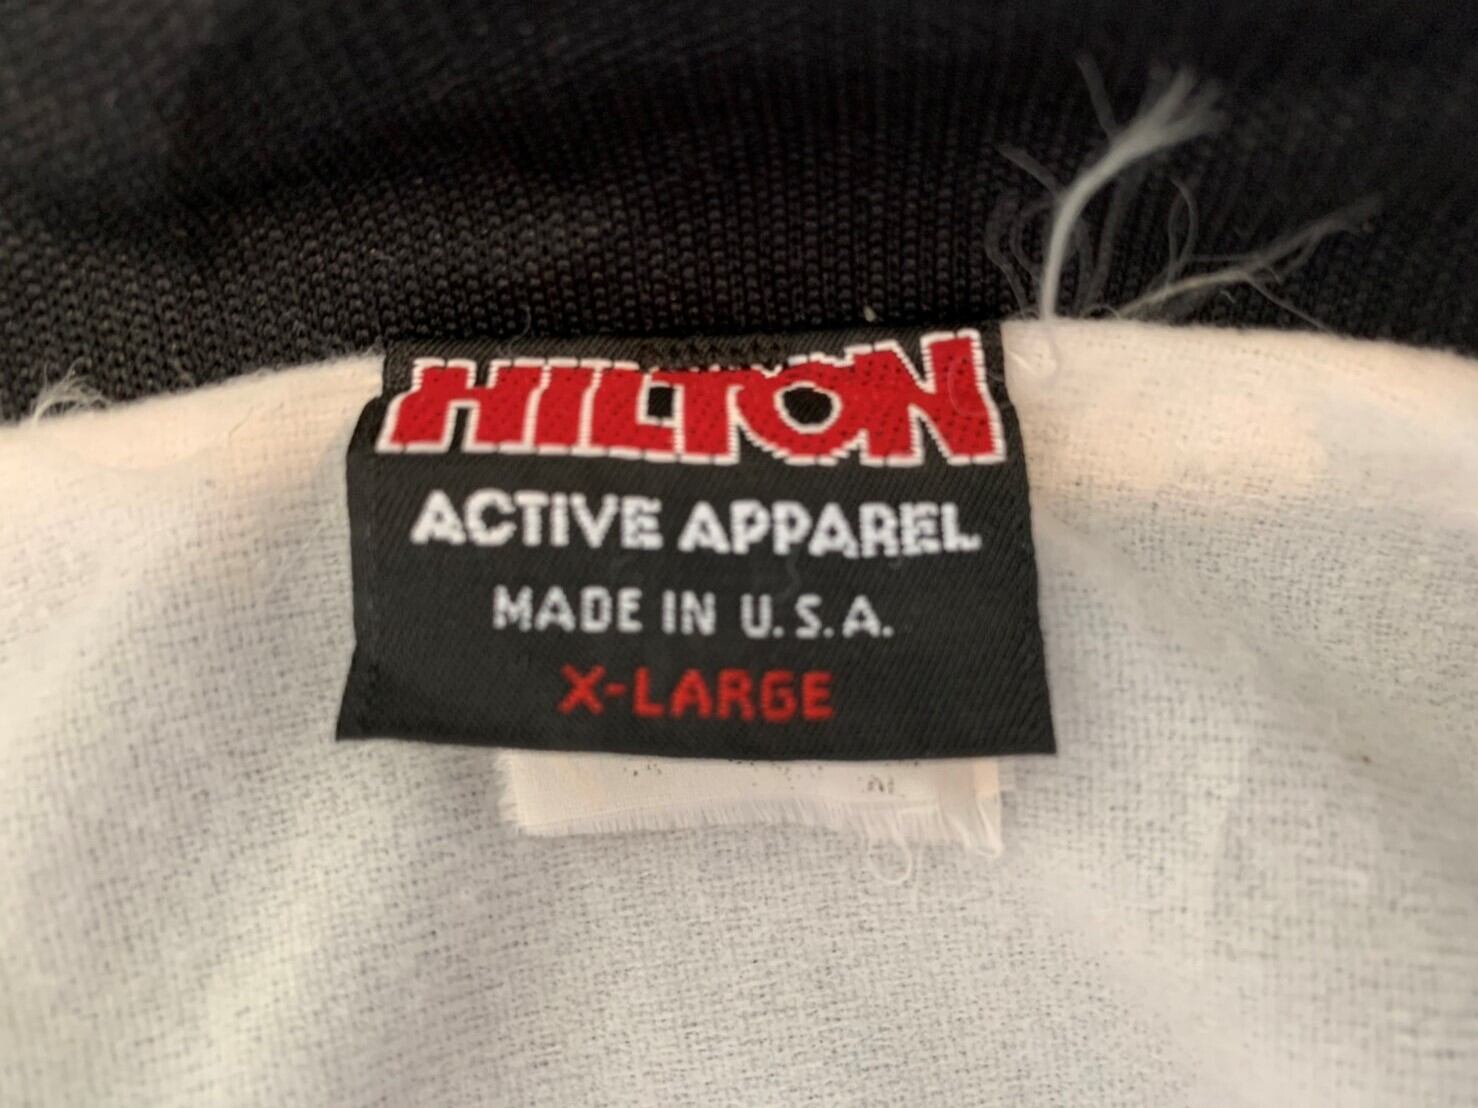 HILTON
ACTIVE APPAREL
MADE IN U.S.A.
X-LARGE